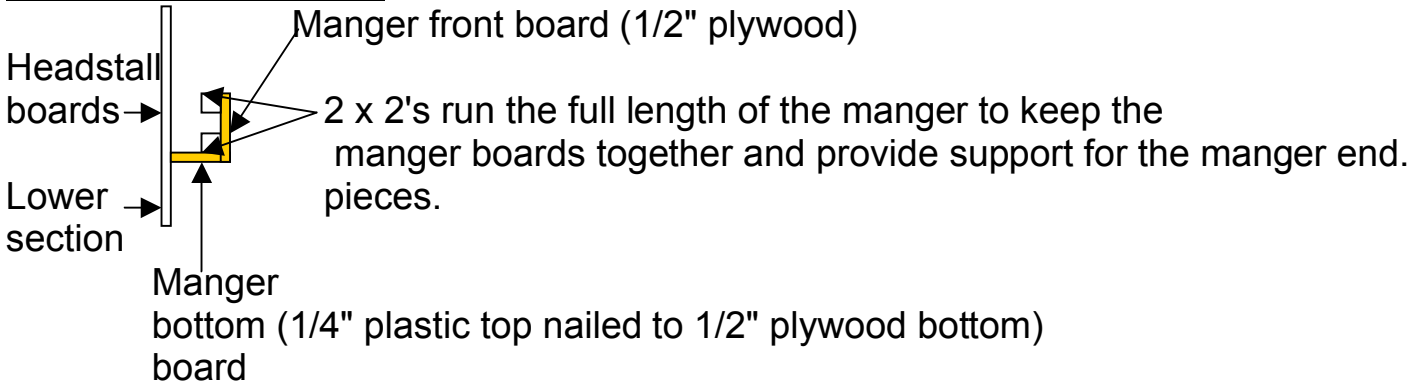 Manger front board (1/2" plywood)
Headstall
boards
2 x 2's run the full length of the manger to keep the
manger boards together and provide support for the manger end.
pieces.
Lower
section
Manger
bottom (1/4" plastic top nailed to 1/2" plywood bottom)
board